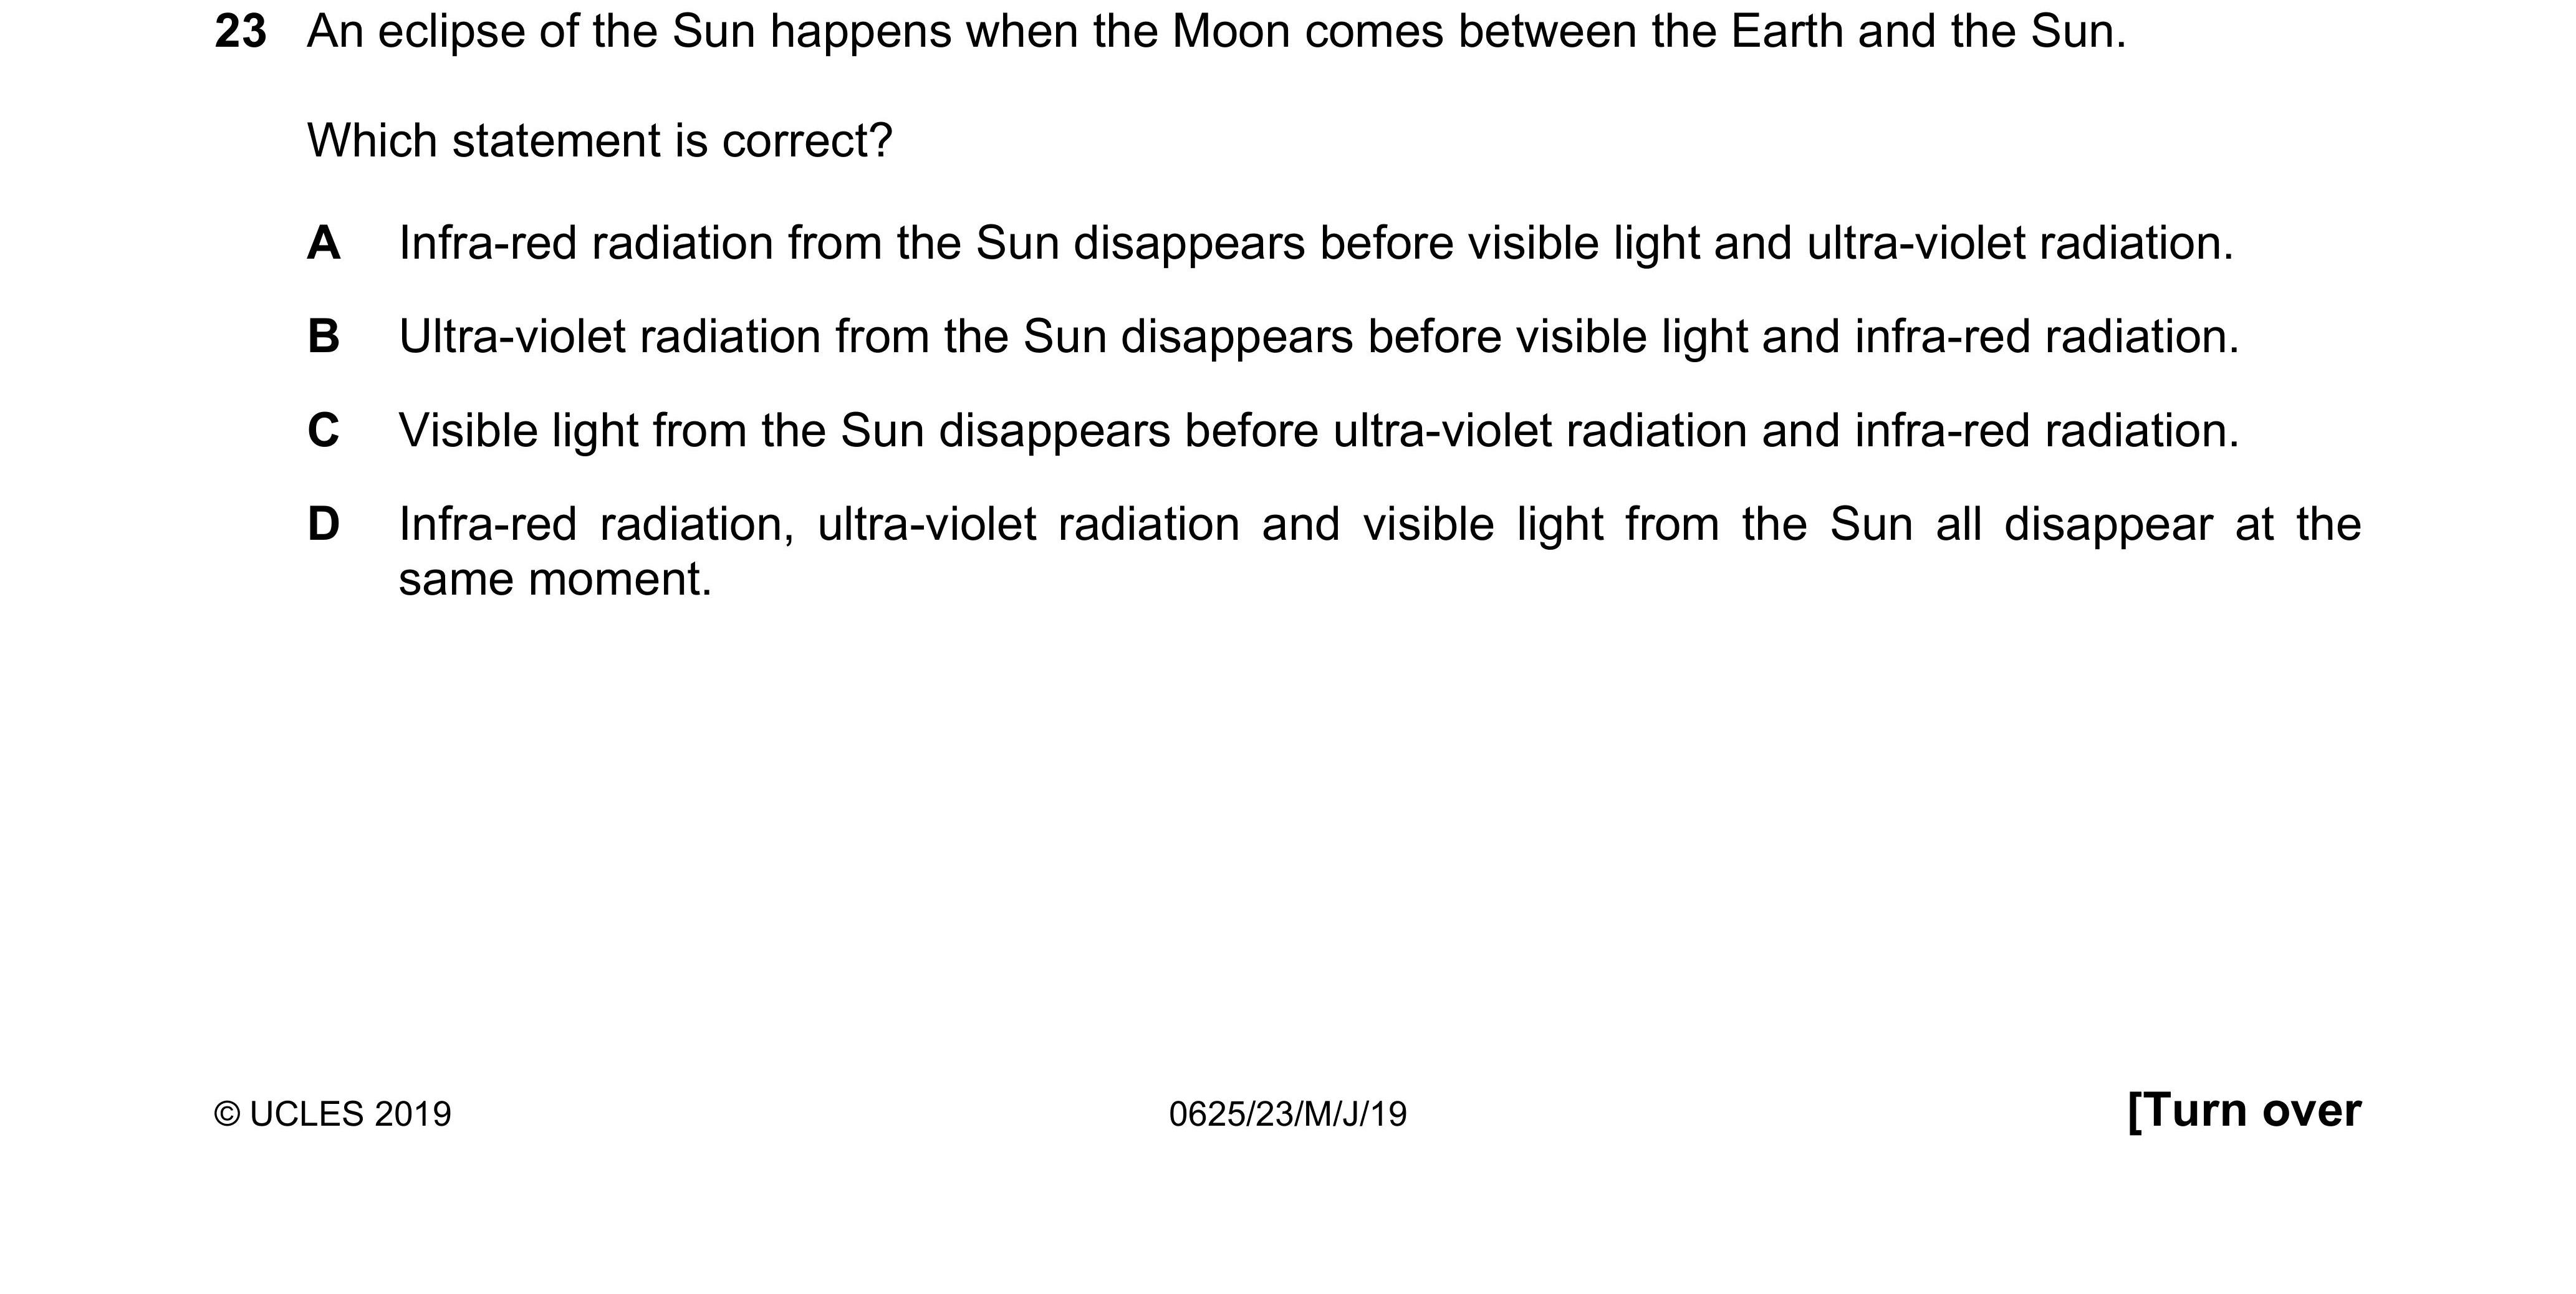 23 An eclipse of the Sun happens when the Moon comes between the Earth and the Sun.
Which statement is correct?
A Infra-red radiation from the Sun disappears before visible light and ultra-violet radiation.
B Ultra-violet radiation from the Sun disappears before visible light and infra-red radiation.
C Visible light from the Sun disappears before ultra-violet radiation and infra-red radiation.
D Infra-red radiation, ultra-violet radiation and visible light from the Sun all disappear at the
same moment.
© UCLES 2019 0625/23/M/J/19 [Turn over